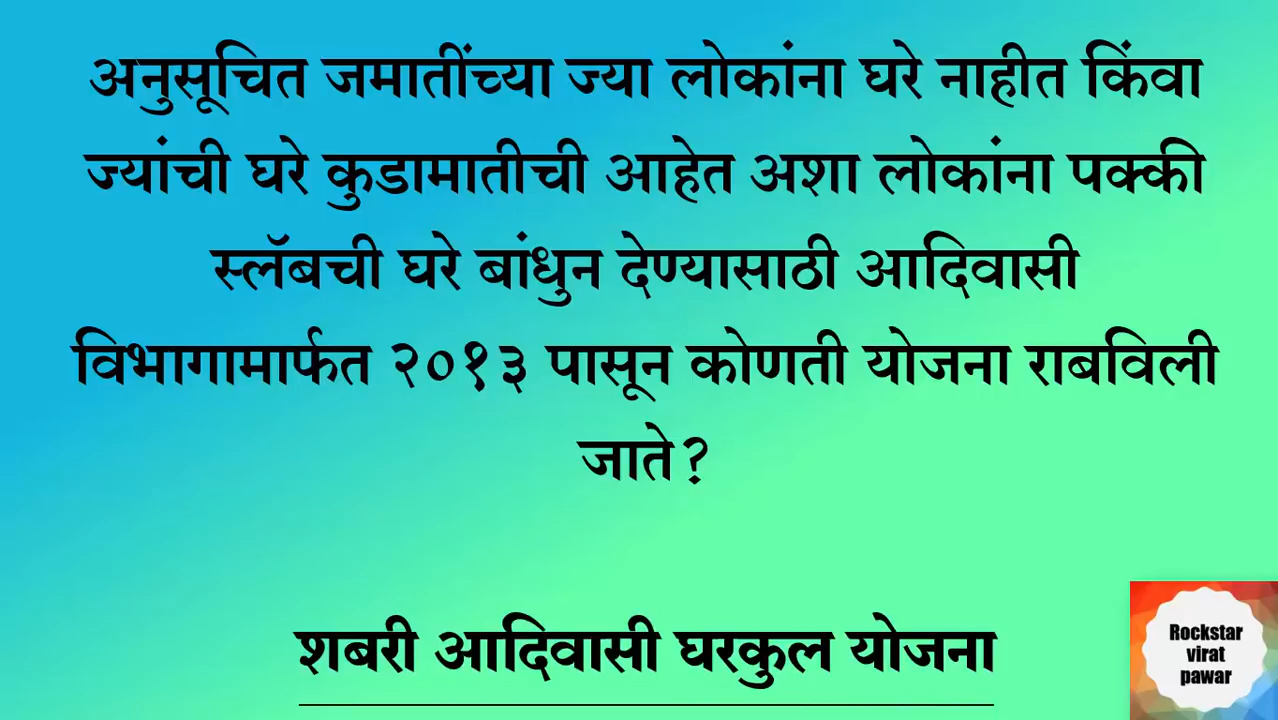 अनुसूचित जमातींच्या ज्या लोकांना घरे नाहीत किंवा
ज्यांची घरे कुडामातीची आहेत अशा लोकांना पक्की
स्लॅबची घरे बांधुन देण्यासाठी आदिवासी
विभागामार्फत २०१३ पासून कोणती योजना राबविली
जाते?
शबरी आदिवासी घरकुल योजना
Rockstar
virat
pawar